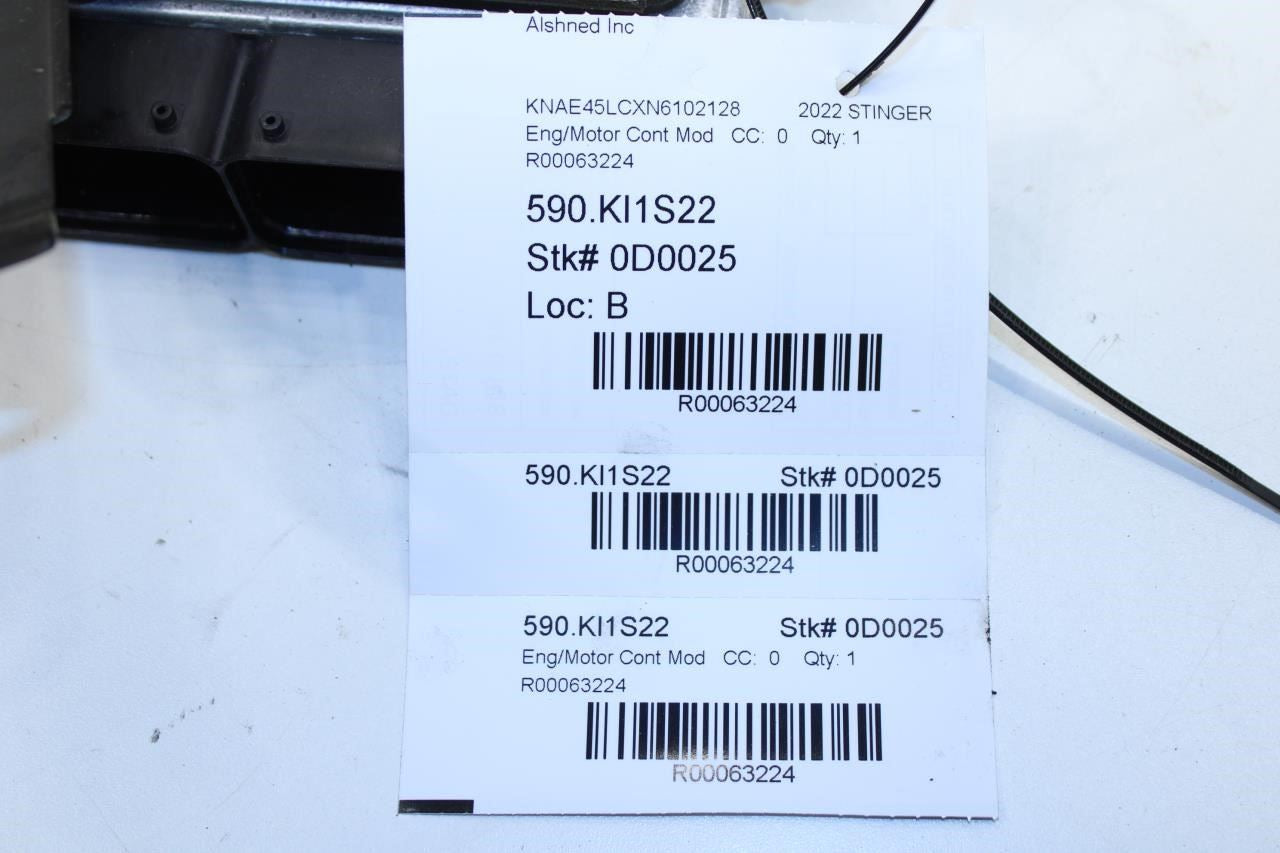 Alshned Inc
KNAE45LCXN6102128 2022 STINGER
Eng/Motor Cont Mod CC: 0 Qty: 1
R00063224
590.KI1S22
Stk# 0D0025
Loc: B
R00063224
590.KI1S22 Stk# 0D0025
R00063224
590.KI1S22 Stk# 0D0025
Eng/Motor Cont Mod CC: 0 Qty: 1
R00063224
R00063224